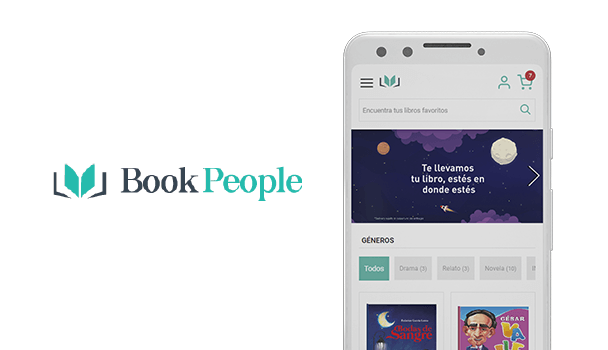 Book People
7
Encuentra tus libros favoritos
Te llevamos
tu libro, estés en
donde estés
GÉNEROS
Todos
Drama (3)
Relato (3)
Novela (10)
Bodas de
Sangre
CÉSAR